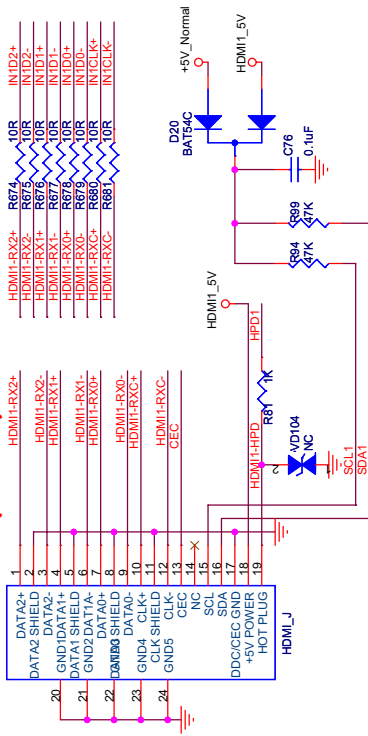 IN1D2+
IN1D2-
IN1D1+
IN1D1-
IN1D0+
IN1D0-
IN1CLK+
IN1CLK-
R674 10R
R675 10R
R676 10R
R677 10R
R678 10R
R679 10R
R680 10R
R681 10R
HDMI1-RX2+
HDMI1-RX2-
HDMI1-RX1+
HDMI1-RX1-
HDMI1-RX0+
HDMI1-RX0-
HDMI1-RXC+
HDMI1-RXC-
+5V_Normal
HDMI1_5V
D20
BAT54C
C76
0.1uF
R99
47K
R94
47K
HDMI1_5V
HPD1
R81
1K
HDMI1-HPD
VD104
NC
2
1
SCL1
SDA1
HDMI1-RX2+
HDMI1-RX2-
HDMI1-RX1+
HDMI1-RX1-
HDMI1-RX0+
HDMI1-RX0-
HDMI1-RXC+
HDMI1-RXC-
CEC
1 DATA2+
2 DATA2 SHIELD
3 DATA2-
4 DATA1+
5 DATA1 SHIELD
6 DATA1A-
7 DATA0+
8 SHIELD
9 DATA0-
10 CLK+
11 CLK SHIELD
12 CLK-
13 CEC
14 NC
15 SCL
16 SDA
17 DDC/CEC GND
18 +5V POWER
19 HOT PLUG
20 GND1
21 GND2
22
23 GND4
24 GND5
HDMI_J